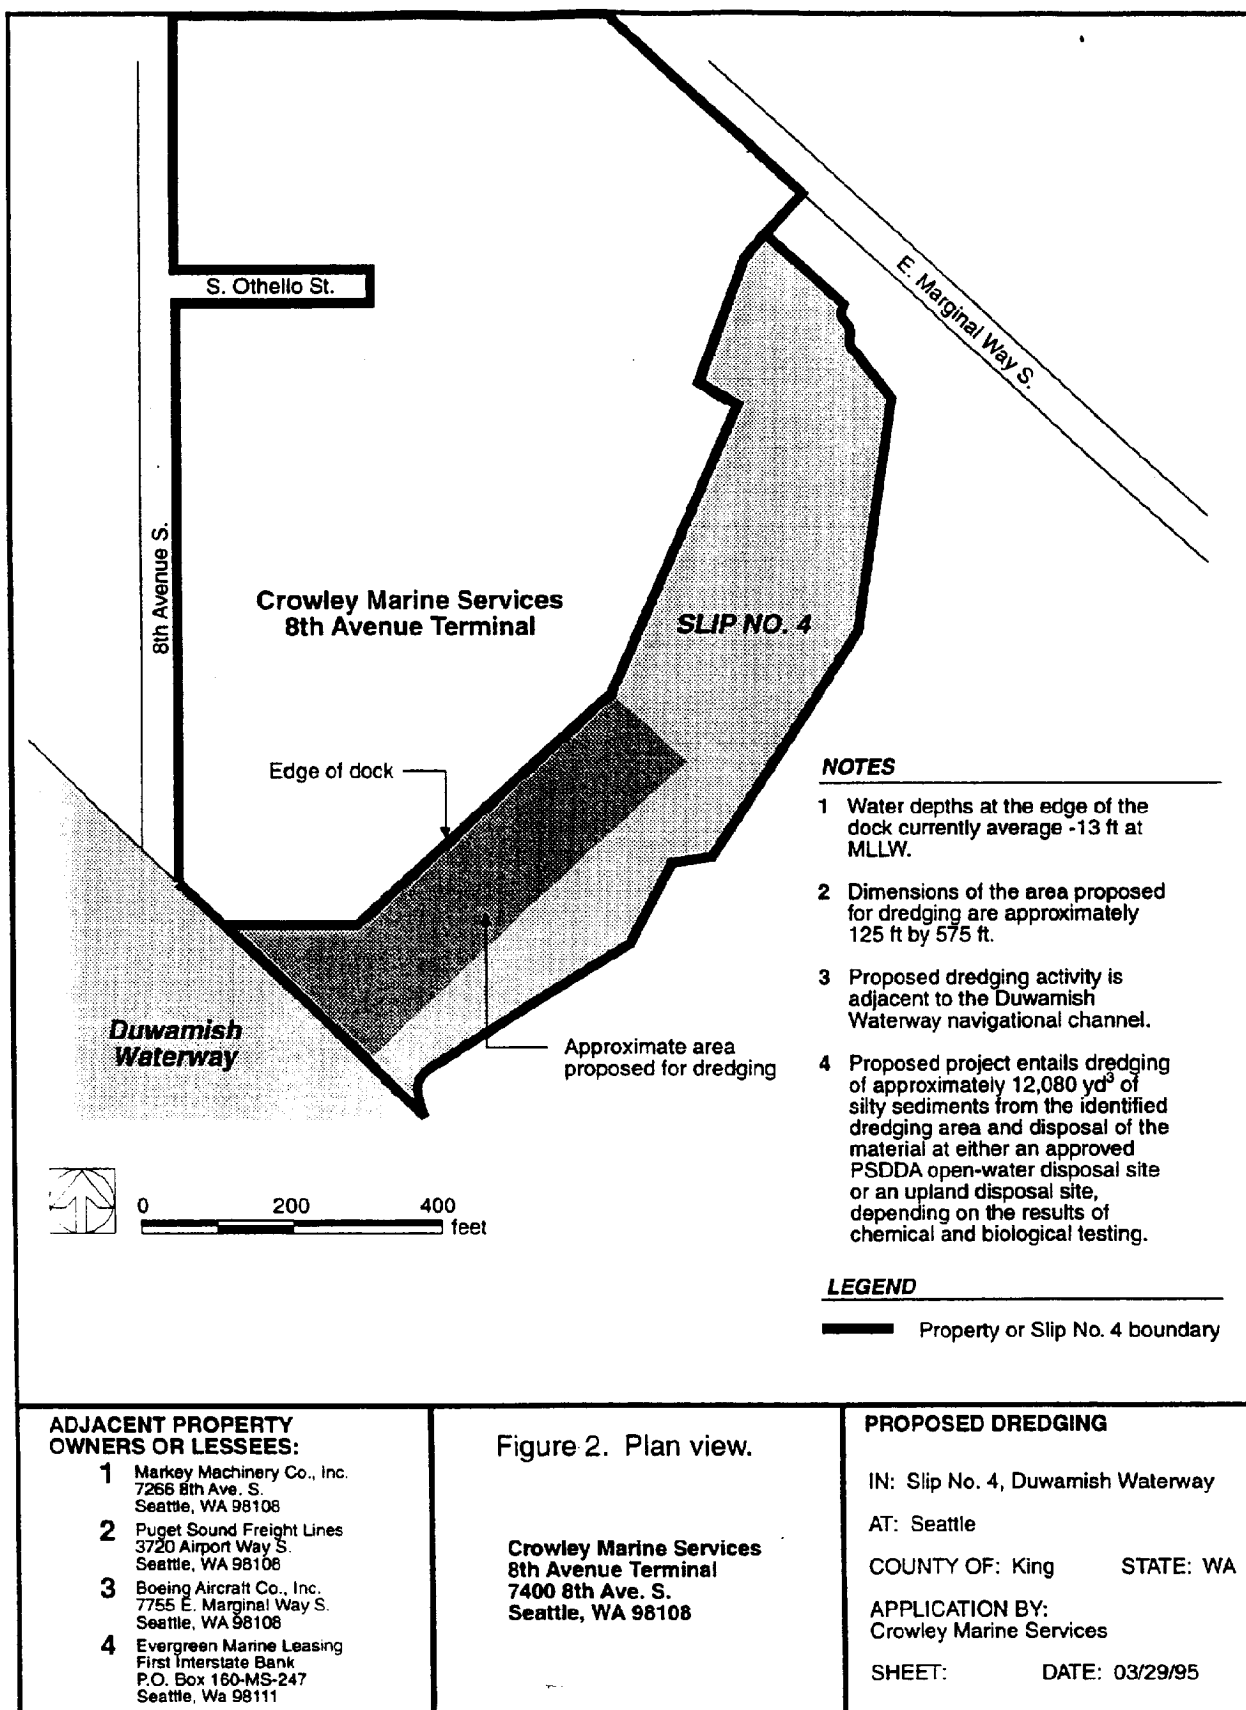 S. Othello St.
E. Marginal Way S.
8th Avenue S.
Crowley Marine Services
8th Avenue Terminal
SLIP NO. 4
Edge of dock
Duwamish
Waterway
Approximate area
proposed for dredging
NOTES
1 Water depths at the edge of the
dock currently average -13 ft at
MLLW.
2 Dimensions of the area proposed
for dredging are approximately
125 ft by 575 ft.
3 Proposed dredging activity is
adjacent to the Duwamish
Waterway navigational channel.
4 Proposed project entails dredging
of approximately 12,080 yd³ of
silty sediments from the identified
dredging area and disposal of the
material at either an approved
PSDDA open-water disposal site
or an upland disposal site,
depending on the results of
chemical and biological testing.
0 200 400
feet
LEGEND
Property or Slip No. 4 boundary
ADJACENT PROPERTY
OWNERS OR LESSEES:
1 Markey Machinery Co., Inc.
7266 8th Ave. S.
Seattle, WA 98108
2 Puget Sound Freight Lines
3720 Airport Way S.
Seattle, WA 98108
3 Boeing Aircraft Co., Inc.
7755 E. Marginal Way S.
Seattle, WA 98108
4 Evergreen Marine Leasing
First Interstate Bank
P.O. Box 160-MS-247
Seattle, Wa 98111
Figure 2. Plan view.
Crowley Marine Services
8th Avenue Terminal
7400 8th Ave. S.
Seattle, WA 98108
PROPOSED DREDGING
IN: Slip No. 4, Duwamish Waterway
AT: Seattle
COUNTY OF: King STATE: WA
APPLICATION BY:
Crowley Marine Services
SHEET: DATE: 03/29/95